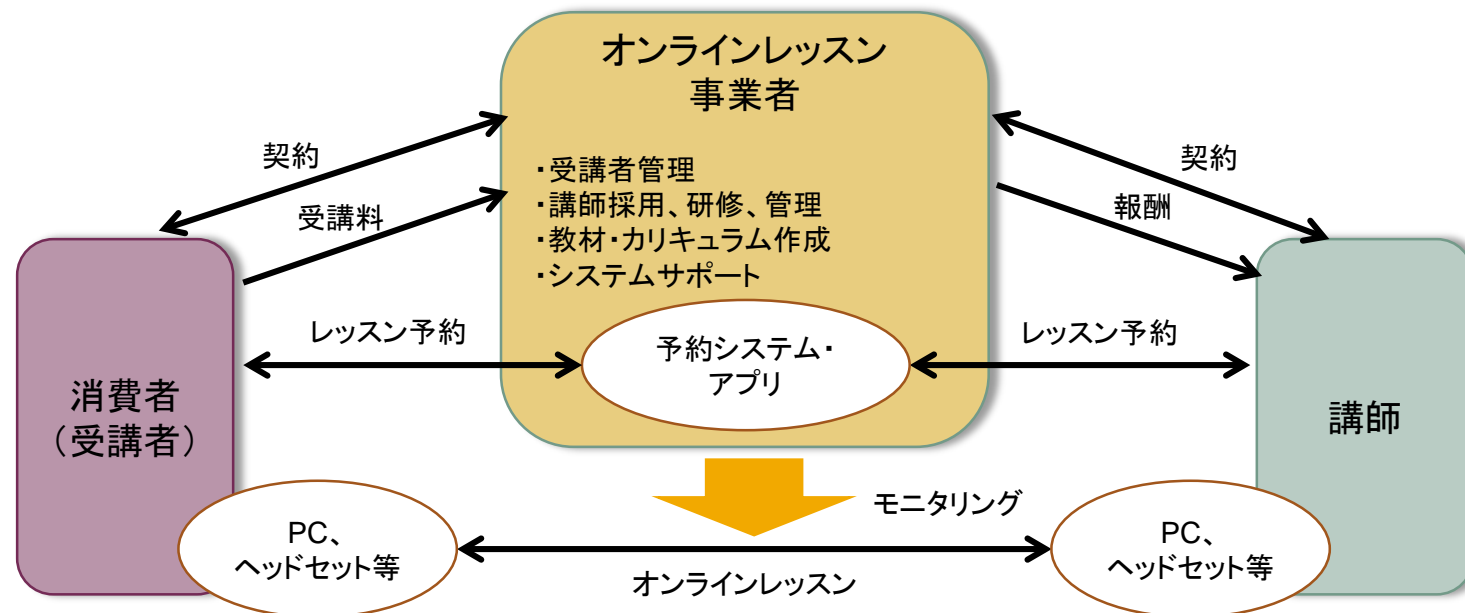 オンラインレッスン
事業者
契約
受講料
・受講者管理
・講師採用、研修、管理
・教材・カリキュラム作成
・システムサポート
契約
報酬
レッスン予約
予約システム・
アプリ
レッスン予約
消費者
（受講者）
講師
モニタリング
PC、
ヘッドセット等
オンラインレッスン
PC、
ヘッドセット等